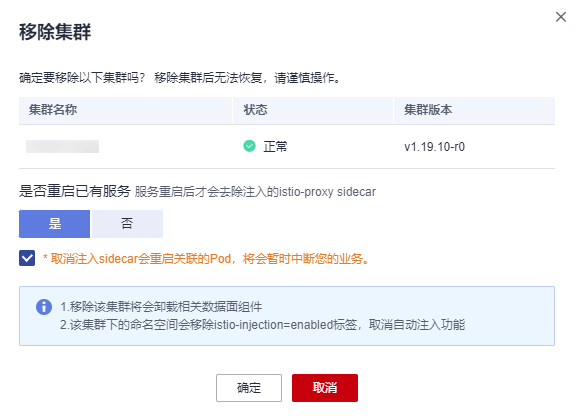 移除集群
确定要移除以下集群吗？ 移除集群后无法恢复，请谨慎操作。
集群名称 状态 集群版本
正常 v1.19.10-r0
是否重启已有服务 服务重启后才会去除注入的istio-proxy sidecar
是 否
* 取消注入sidecar会重启关联的Pod，将会暂时中断您的业务。
1.移除该集群将会卸载相关数据面组件
2.该集群下的命名空间会移除istio-injection=enabled标签，取消自动注入功能
确定 取消